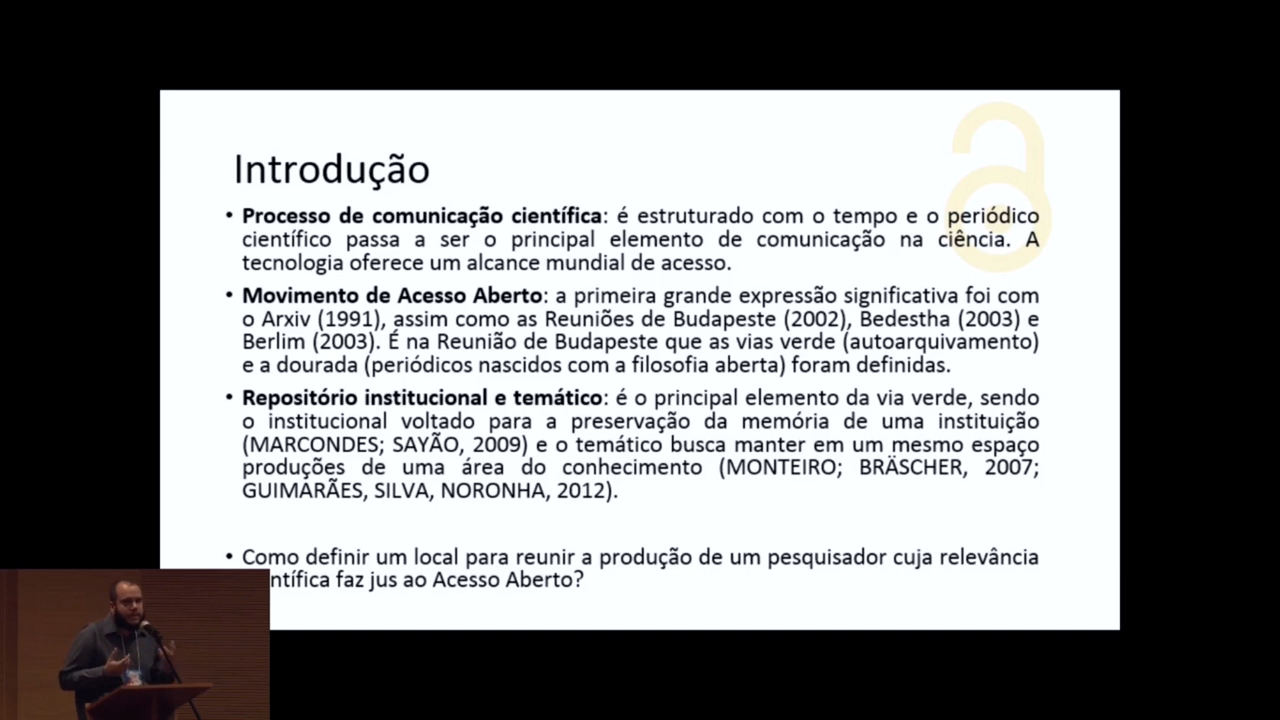 Introdução
• Processo de comunicação científica: é estruturado com o tempo e o periódico
científico passa a ser o principal elemento de comunicação na ciência. A
tecnologia oferece um alcance mundial de acesso.
• Movimento de Acesso Aberto: a primeira grande expressão significativa foi com
o Arxiv (1991), assim como as Reuniões de Budapeste (2002), Bedestha (2003) e
Berlim (2003). É na Reunião de Budapeste que as vias verde (autoarquivamento)
e a dourada (periódicos nascidos com a filosofia aberta) foram definidas.
• Repositório institucional e temático: é o principal elemento da via verde, sendo
o institucional voltado para a preservação da memória de uma instituição
(MARCONDES; SAYÃO, 2009) e o temático busca manter em um mesmo espaço
produções de uma área do conhecimento (MONTEIRO; BRÄSCHER, 2007;
GUIMARÃES, SILVA, NORONHA, 2012).
• Como definir um local para reunir a produção de um pesquisador cuja relevância
ntífica faz jus ao Acesso Aberto?